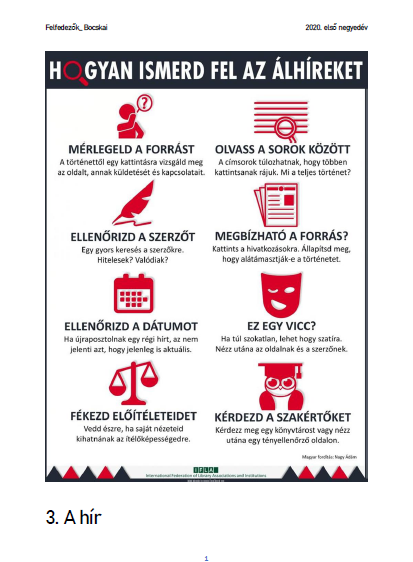 Felfedezők_ Bocskai
2020. első negyedév
HOGYAN ISMERD FEL AZ ÁLHÍREKET
MÉRLEGELD A FORRÁST
A történettől egy kattintásra vizsgáld meg
az oldalt, annak küldetését és kapcsolatait.
OLVASS A SOROK KÖZÖTT
A címsorok túlozhatnak, hogy többen
kattintsanak rájuk. Mi a teljes történet?
ELLENŐRIZD A SZERZŐT
Egy gyors keresés a szerzőkre.
Hitelesek? Valódiak?
MEGBÍZHATÓ A FORRÁS?
Kattints a hivatkozásokra. Állapítsd meg,
hogy alátámasztják-e a történetet.
ELLENŐRIZD A DÁTUMOT
Ha újraposztolnak egy régi hírt, az nem
jelenti azt, hogy jelenleg is aktuális.
EZ EGY VICC?
Ha túl szokatlan, lehet hogy szatíra.
Nézz utána az oldalnak és a szerzőnek.
FÉKEZD ELŐÍTÉLETEIDET
Vedd észre, ha saját nézeteid
kihatnának az ítélőképességedre.
KÉRDEZD A SZAKÉRTŐKET
Kérdezz meg egy könyvtárost vagy nézz
utána egy tényellenőrző oldalon.
Magyar fordítás: Nagy Ádám
IFLA
International Federation of Library Associations and Institutions
3. A hír
1